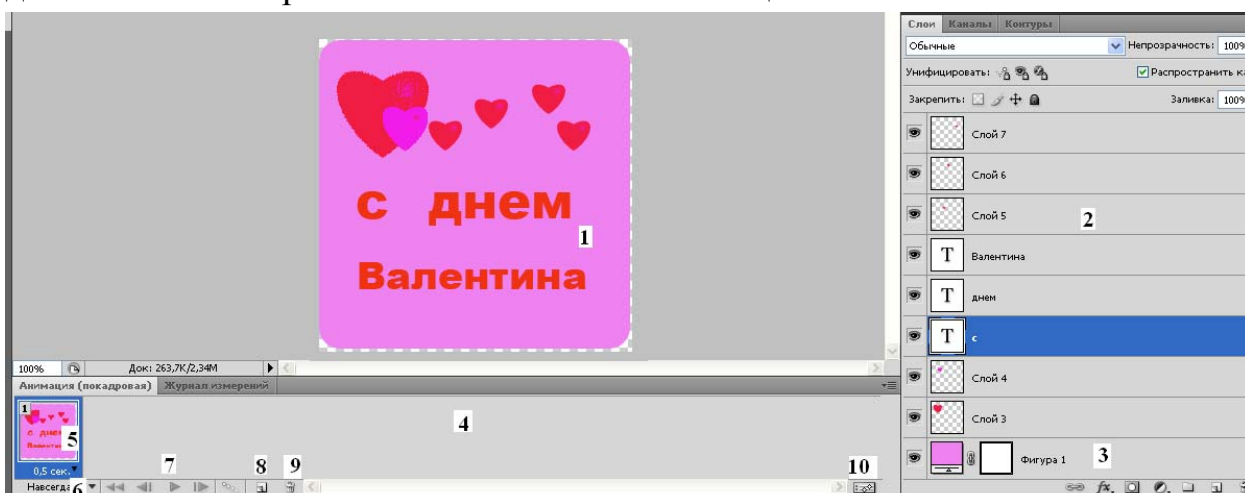 Слои Каналы Контуры
Обычные Непрозрачность: 100%
Унифицировать: Распространить к
Закрепить: Заливка: 100%
Слой 7
Слой 6
Слой 5 2
T Валентина
T днем
T с
Слой 4
Слой 3
Фигура 1 3
fx.
с днем
1
Валентина
100% Док: 263,7K/2,34M
Анимация (покадровая) Журнал измерений
1
с днем
5
4
0,5 сек.
7 8 9 10
6